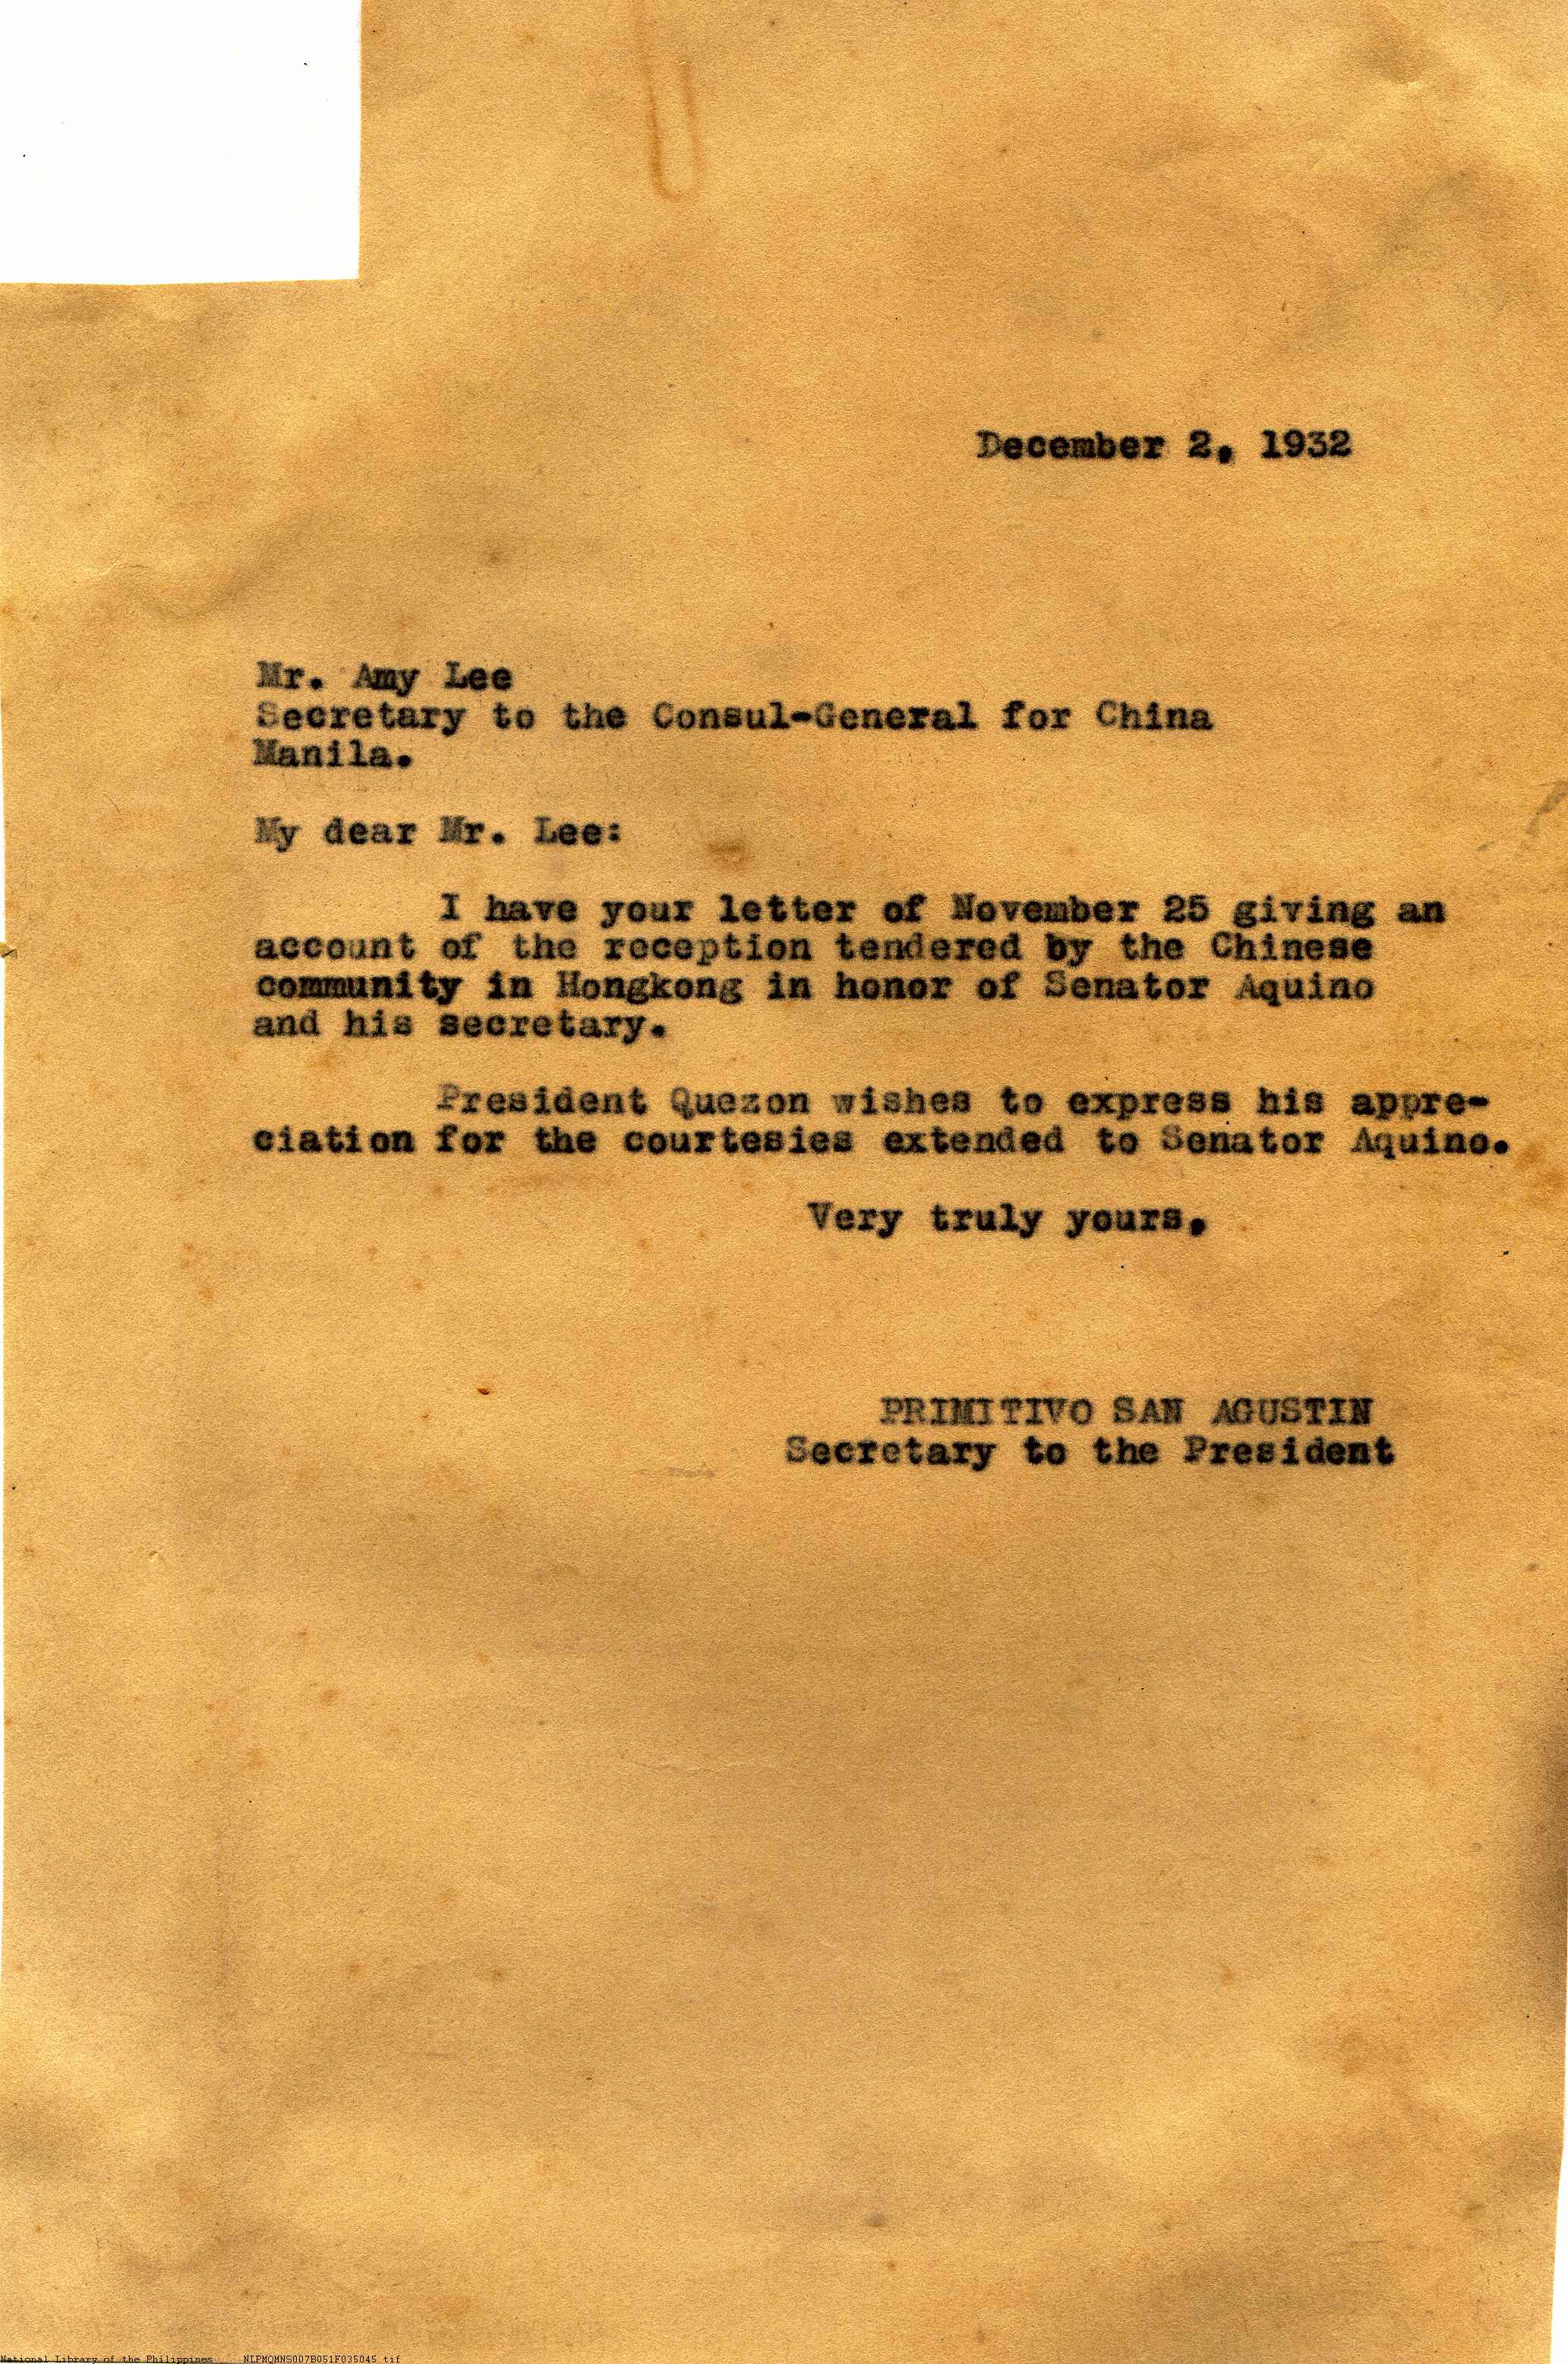 December 2, 1932
Mr. Amy Lee
Secretary to the Consul-General for China
Manila.
My dear Mr. Lee:
I have your letter of November 25 giving an
account of the reception tendered by the Chinese
community in Hongkong in honor of Senator Aquino
and his secretary.
President Quezon wishes to express his appre-
ciation for the courtesies extended to Senator Aquino.
Very truly yours,
PRIMITIVO SAN AGUSTIN
Secretary to the President
National Library of the Philippines NLPMQMNS007B051F035045.tif